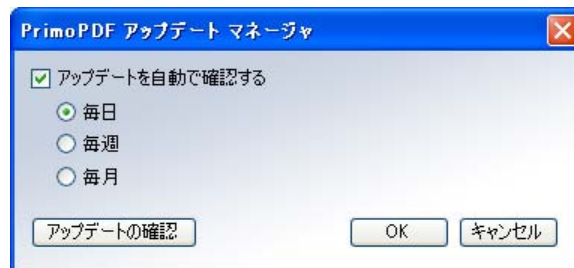 PrimoPDF アップデート マネージャ
アップデートを自動で確認する
毎日
毎週
毎月
アップデートの確認 OK キャンセル